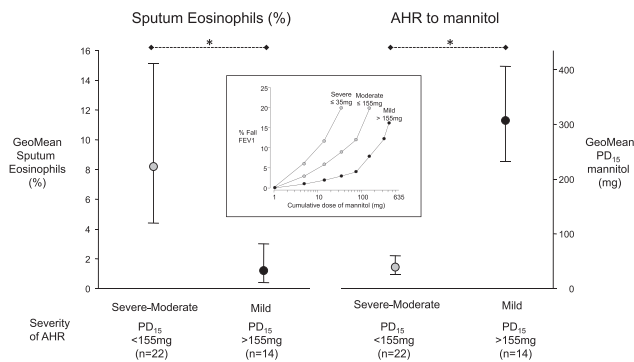 Sputum Eosinophils (%)
AHR to mannitol
*
*
16
14
12
10
8
6
4
2
0
GeoMean
Sputum
Eosinophils
(%)
400
300
200
100
0
GeoMean
PD15
mannitol
(mg)
25
20
15
10
5
0
% Fall
FEV1
Severe
≤ 35mg
Moderate
≤ 155mg
Mild
> 155mg
1
10
100
635
Cumulative dose of mannitol (mg)
Severity
of AHR
Severe-Moderate
PD15
<155mg
(n=22)
Mild
PD15
>155mg
(n=14)
Severe-Moderate
PD15
<155mg
(n=22)
Mild
PD15
>155mg
(n=14)